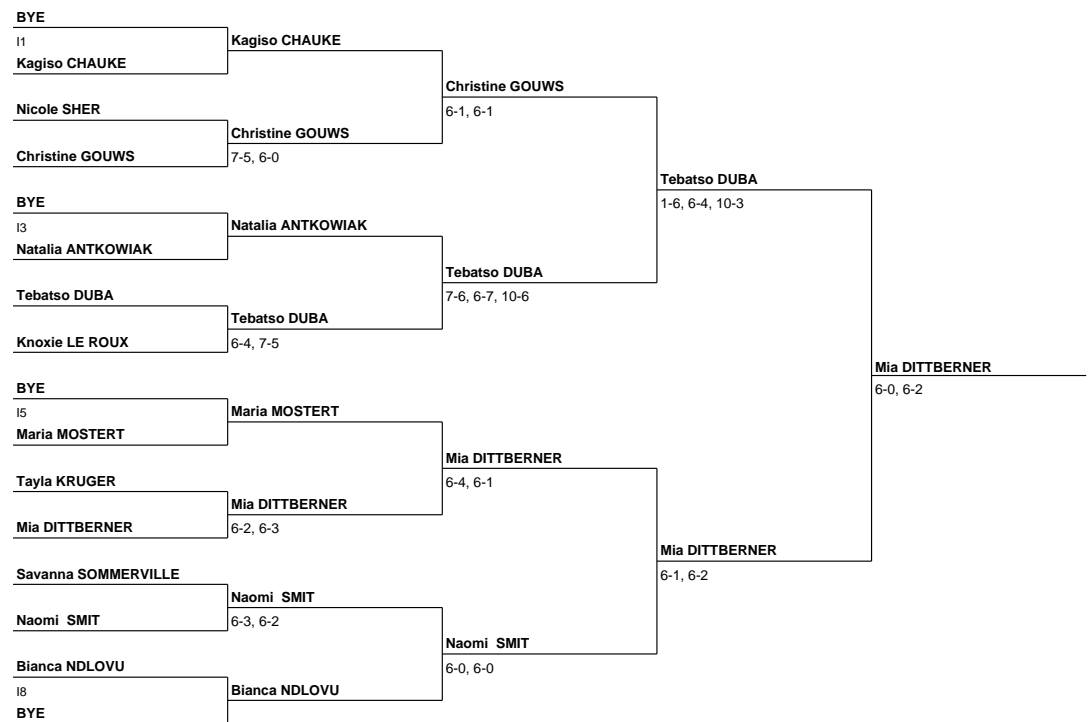 BYE
I1
Kagiso CHAUKE
Kagiso CHAUKE
Nicole SHER
Christine GOUWS
Christine GOUWS
7-5, 6-0
Christine GOUWS
6-1, 6-1
BYE
I3
Natalia ANTKOWIAK
Natalia ANTKOWIAK
Tebatso DUBA
Knoxie LE ROUX
Tebatso DUBA
6-4, 7-5
Tebatso DUBA
7-6, 6-7, 10-6
Tebatso DUBA
1-6, 6-4, 10-3
BYE
I5
Maria MOSTERT
Maria MOSTERT
Tayla KRUGER
Mia DITTBERNER
Mia DITTBERNER
6-2, 6-3
Mia DITTBERNER
6-4, 6-1
Savanna SOMMERVILLE
Naomi SMIT
Naomi SMIT
6-3, 6-2
Bianca NDLOVU
I8
BYE
Bianca NDLOVU
Naomi SMIT
6-0, 6-0
Mia DITTBERNER
6-1, 6-2
Mia DITTBERNER
6-0, 6-2